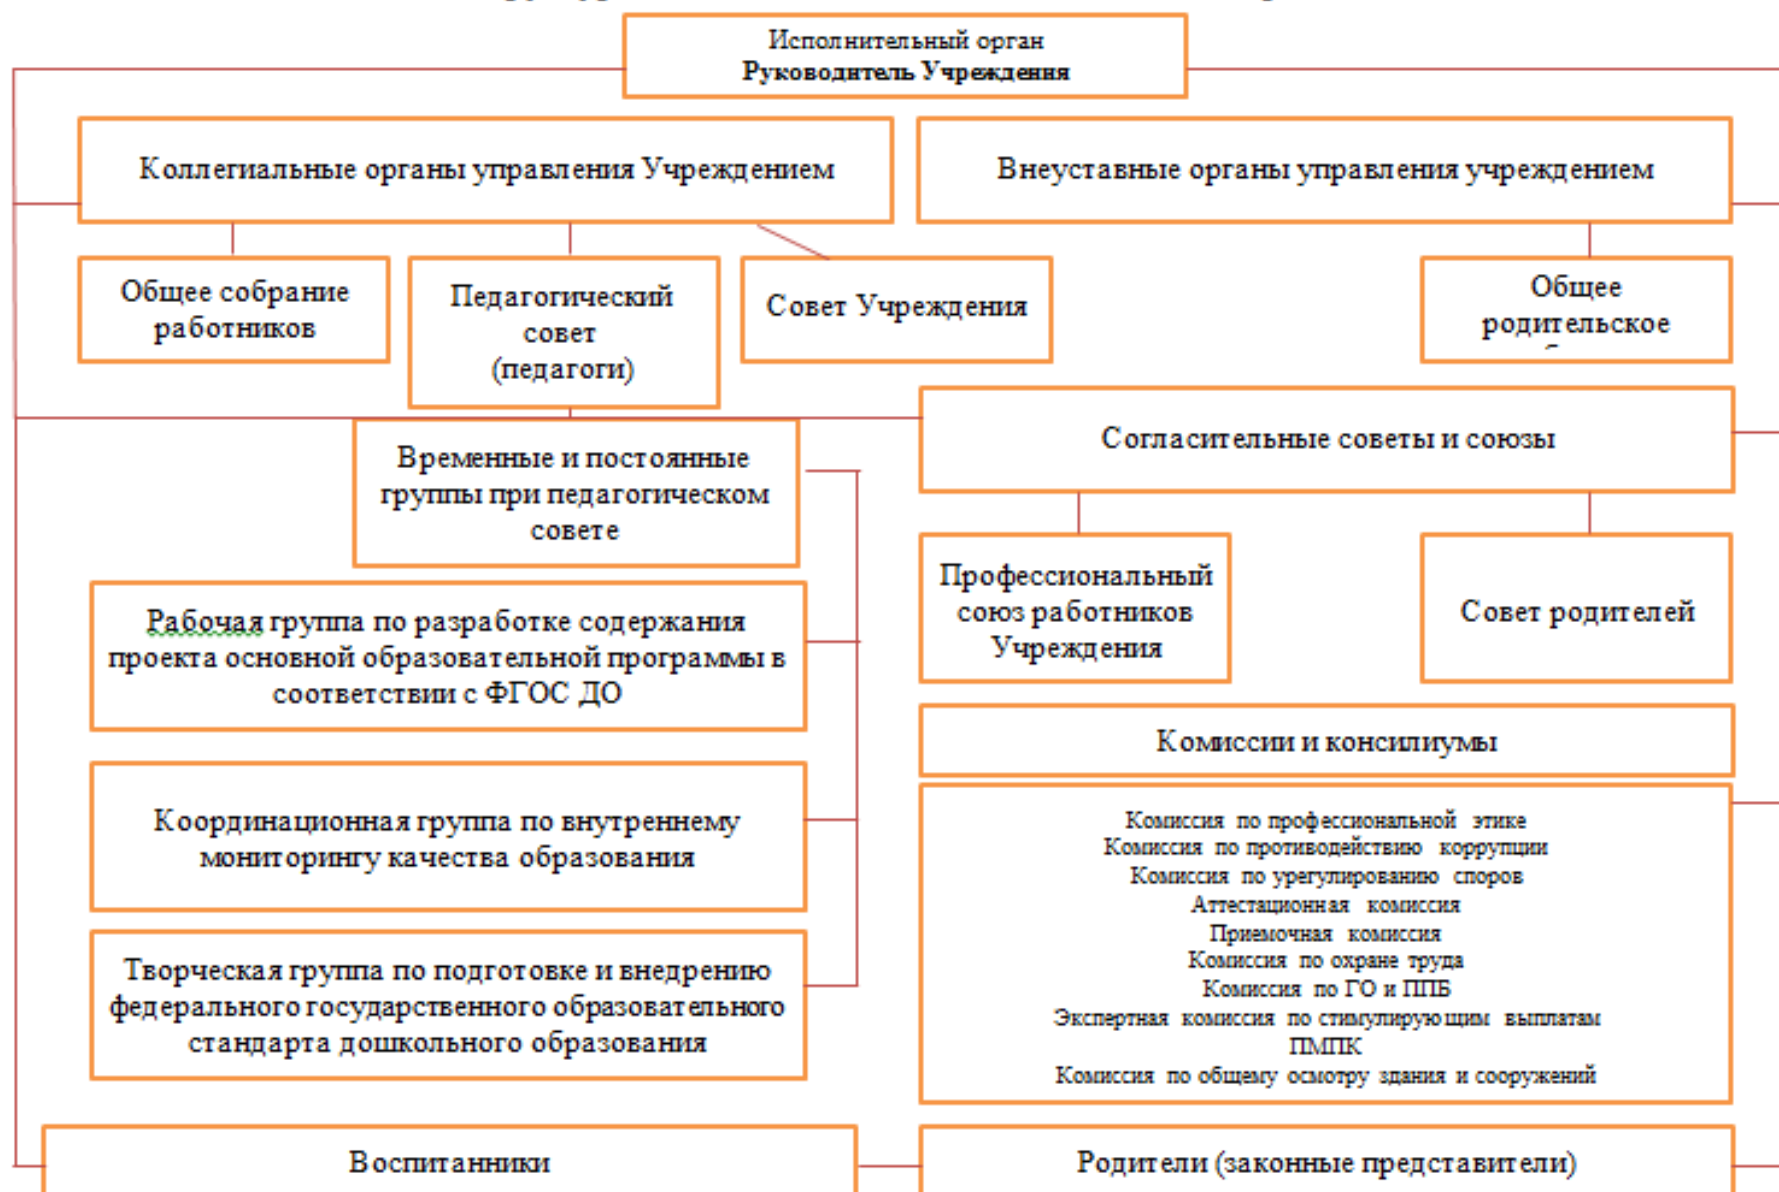 Исполнительный орган
Руководитель Учреждения
Коллегиальные органы управления Учреждением
Внеуставные органы управления учреждением
Общее собрание
работников
Педагогический
совет
(педагоги)
Совет Учреждения
Общее
родительское
Временные и постоянные
группы при педагогическом
совете
Согласительные советы и союзы
Профессиональный
союз работников
Учреждения
Совет родителей
Рабочая группа по разработке содержания
проекта основной образовательной программы в
соответствии с ФГОС ДО
Координационная группа по внутреннему
мониторингу качества образования
Творческая группа по подготовке и внедрению
федерального государственного образовательного
стандарта дошкольного образования
Комиссии и консилиумы
Комиссия по профессиональной этике
Комиссия по противодействию коррупции
Комиссия по урегулированию споров
Аттестационная комиссия
Приемочная комиссия
Комиссия по охране труда
Комиссия по ГО и ППБ
Экспертная комиссия по стимулирующим выплатам
ПМПК
Комиссия по общему осмотру здания и сооружений
Воспитанники
Родители (законные представители)